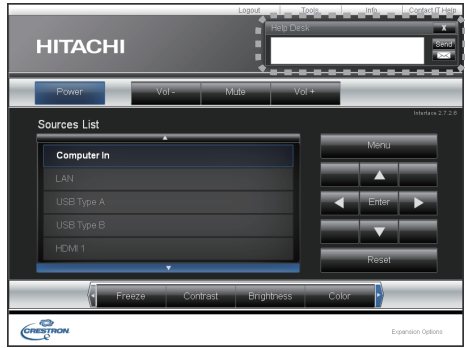 Logout Tools Info Contact IT Help
Help Desk X
HITACHI
Send
Power Vol - Mute Vol +
Interface 2.7.2.6
Sources List
Computer In
Menu
LAN
USB Type A
Enter
USB Type B
HDMI 1
Reset
Freeze Contrast Brightness Color
CRESTRON
Expansion Options